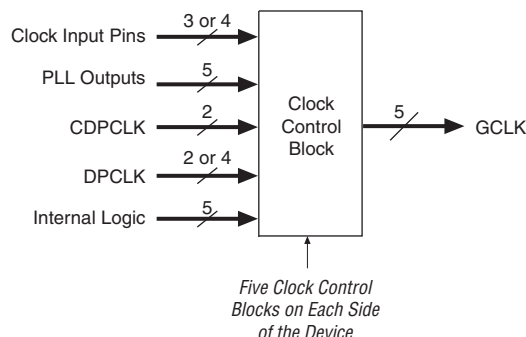 3 or 4
Clock Input Pins
5
PLL Outputs
2
CDPCLK
2 or 4
DPCLK
5
Internal Logic
Clock
Control
Block
5
GCLK
Five Clock Control
Blocks on Each Side
of the Device